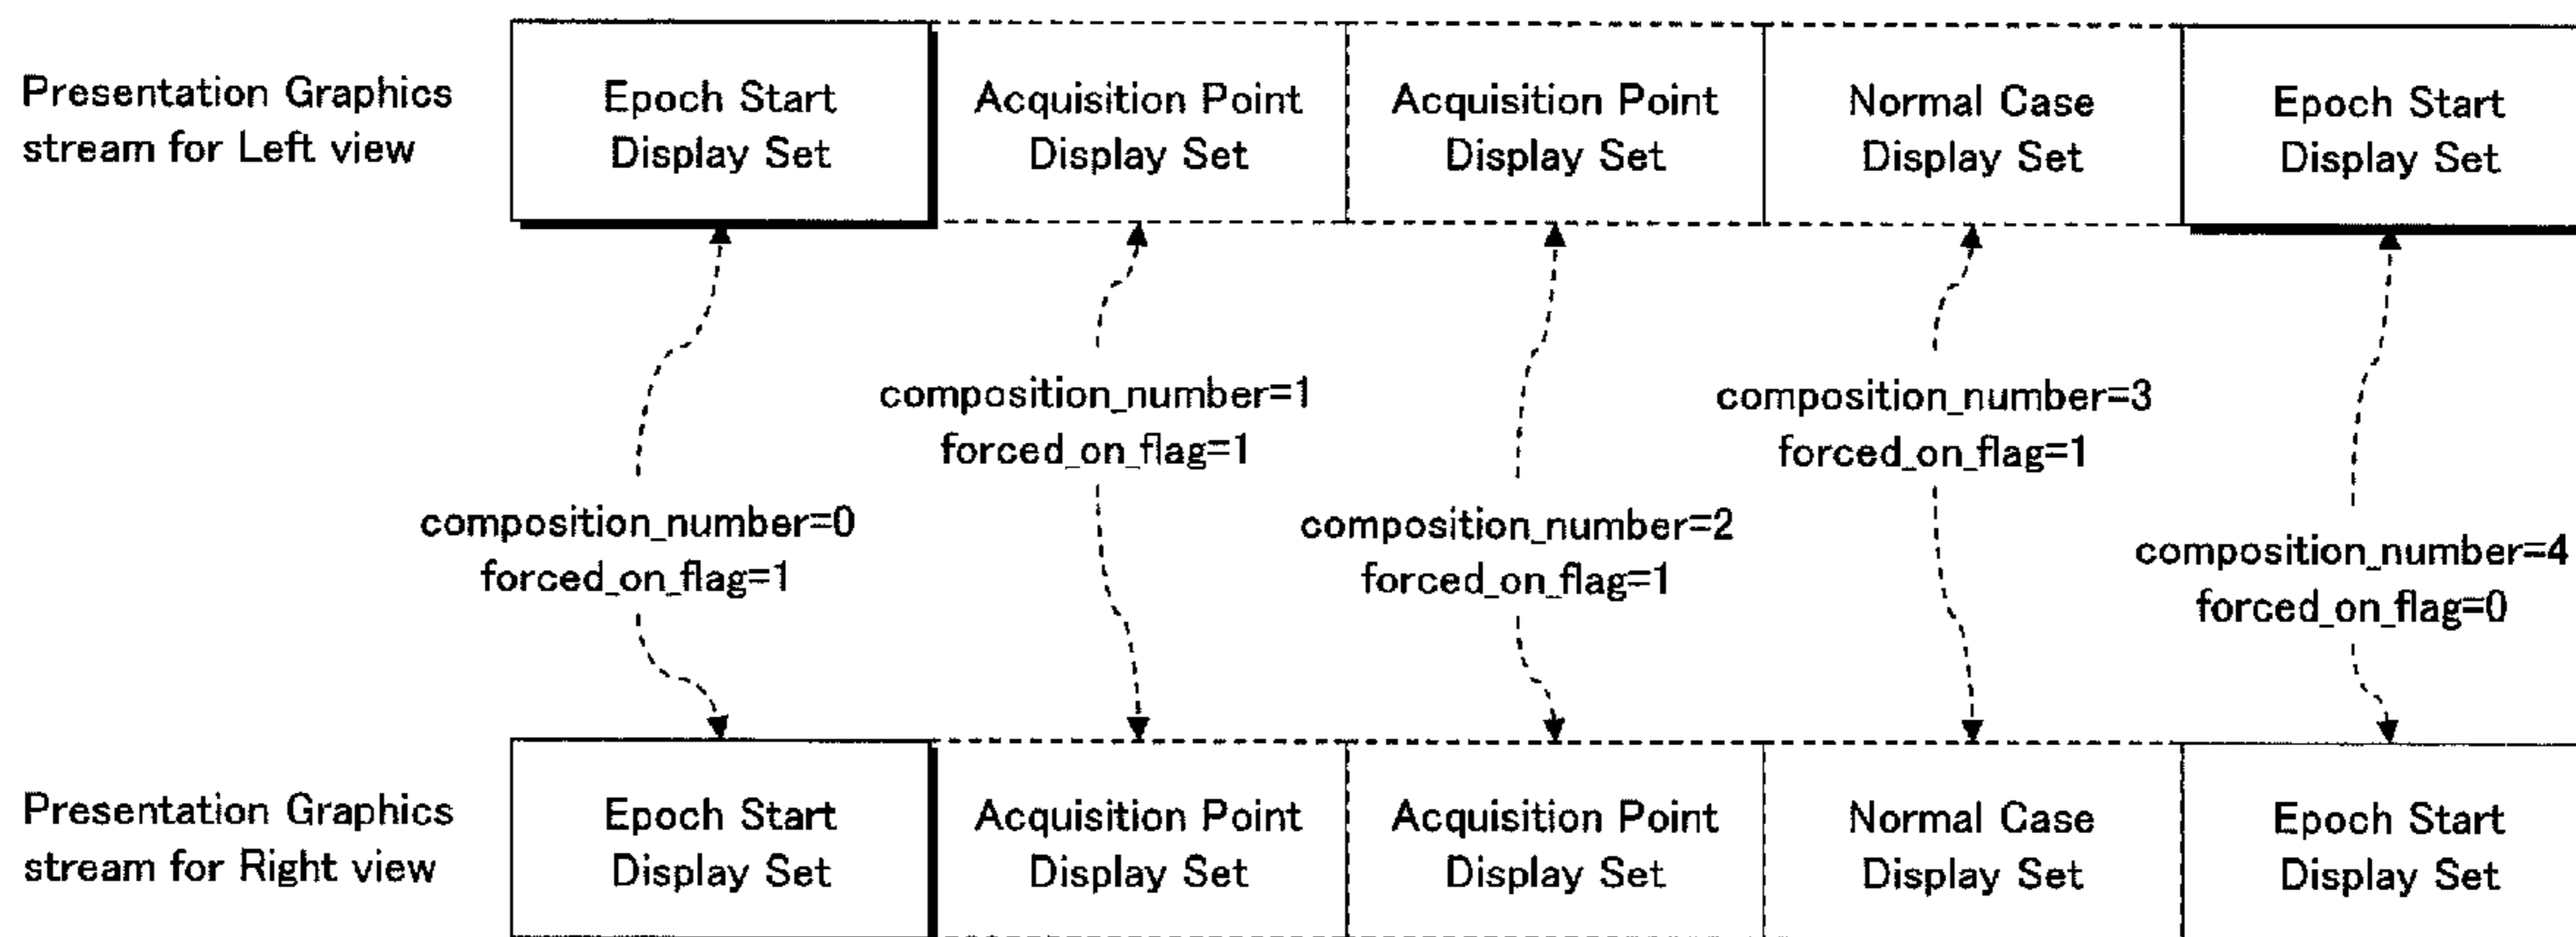 Presentation Graphics
stream for Left view
Epoch Start
Display Set
Acquisition Point
Display Set
Acquisition Point
Display Set
Normal Case
Display Set
Epoch Start
Display Set
composition_number=0
forced_on_flag=1
composition_number=1
forced_on_flag=1
composition_number=2
forced_on_flag=1
composition_number=3
forced_on_flag=1
composition_number=4
forced_on_flag=0
Presentation Graphics
stream for Right view
Epoch Start
Display Set
Acquisition Point
Display Set
Acquisition Point
Display Set
Normal Case
Display Set
Epoch Start
Display Set